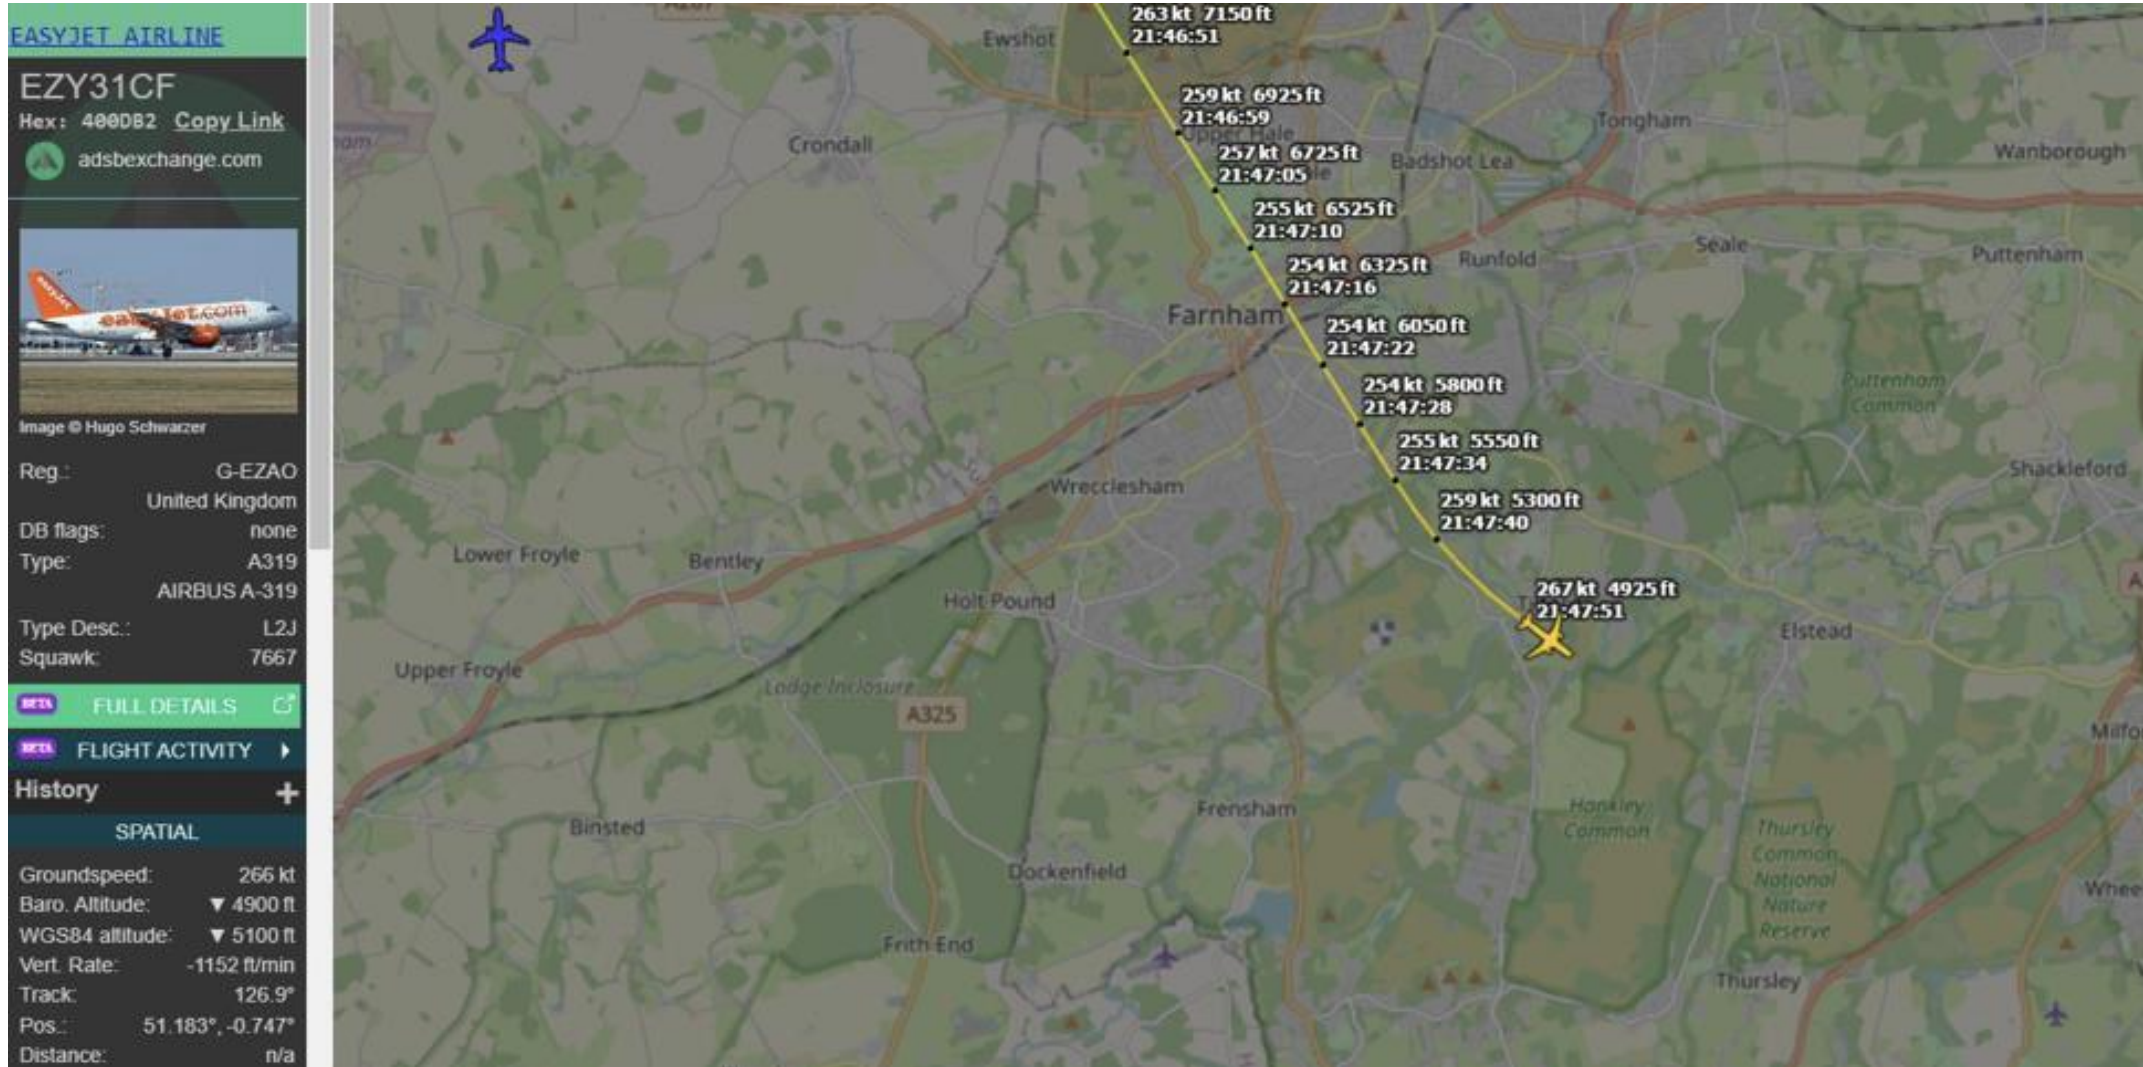 EASYJET AIRLINE
EZY31CF
Hex: 400DB2 Copy Link
adsbexchange.com
easyJet
easyJet.com
Image © Hugo Schwarzer
Reg.: G-EZAO
United Kingdom
DB flags: none
Type: A319
AIRBUS A-319
Type Desc.: L2J
Squawk: 7667
BETA FULL DETAILS
BETA FLIGHT ACTIVITY
History +
SPATIAL
Groundspeed: 266 kt
Baro. Altitude: ▼ 4900 ft
WGS84 altitude: ▼ 5100 ft
Vert. Rate: -1152 ft/min
Track: 126.9°
Pos.: 51.183°, -0.747°
Distance: n/a
263 kt 7150 ft
21:46:51
Ewshot
259 kt 6925 ft
21:46:59
Upper Hale
Tongham
Crondall
257 kt 6725 ft
21:47:05
Badshot Lea
Wanborough
255 kt 6525 ft
21:47:10
Seale
Puttenham
Runfold
254 kt 6325 ft
21:47:16
Farnham
254 kt 6050 ft
21:47:22
254 kt 5800 ft
21:47:28
Puttenham
Common
255 kt 5550 ft
21:47:34
Shackleford
Wrecclesham
259 kt 5300 ft
21:47:40
Lower Froyle
Bentley
Holt Pound
267 kt 4925 ft
21:47:51
Elstead
Upper Froyle
Lodge Inclosure
A325
Frensham
Hankley
Common
Binsted
Thursley
Common
National
Nature
Reserve
Dockenfield
Frith End
Thursley